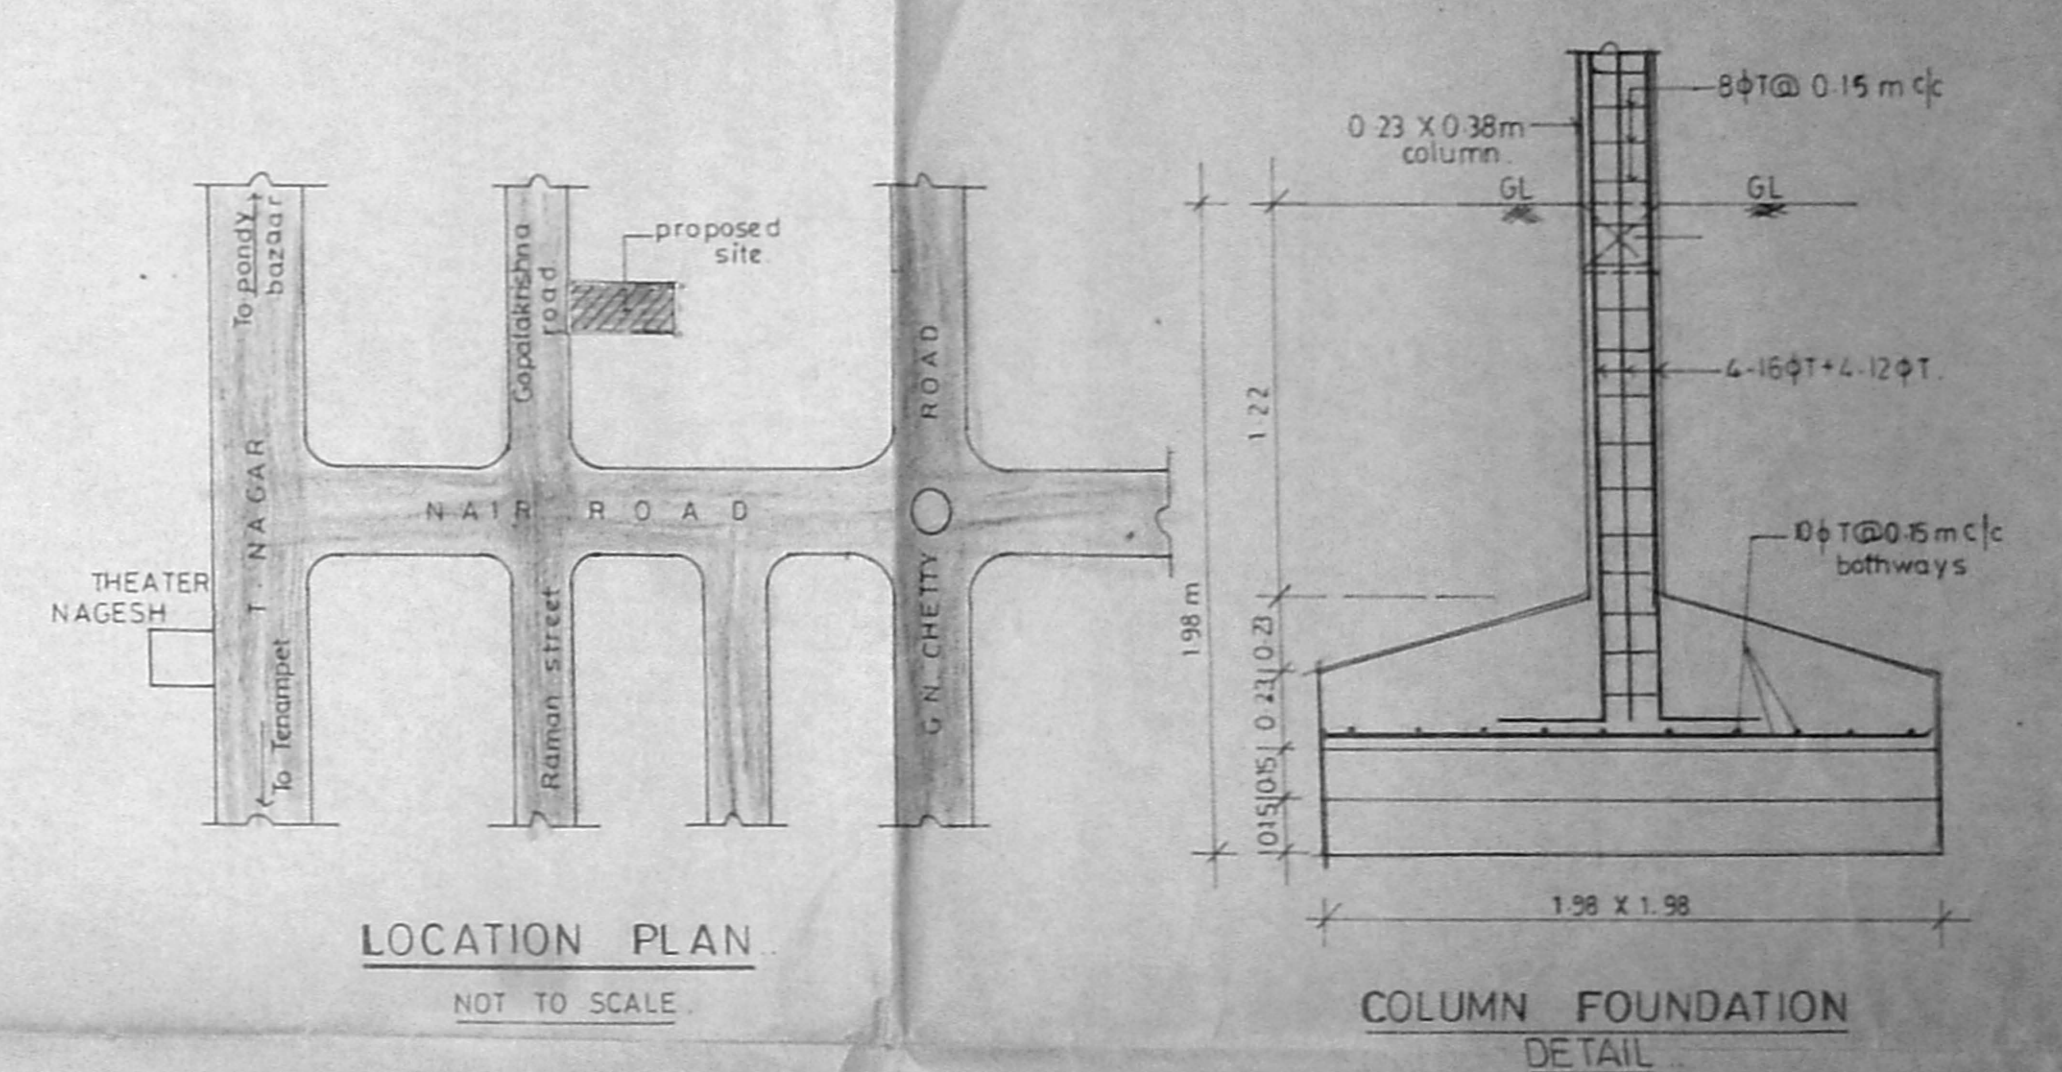 To pondy
bazaar
Gopalakrishna
road
proposed
site
ROAD
T. NAGAR
NAIR ROAD
THEATER
NAGESH
To Tenampet
Raman street
G N CHETTY
LOCATION PLAN
NOT TO SCALE
8ϕT@ 0.15 m c/c
0.23 X 0.38m
column.
GL
GL
1.22
4-16ϕT+4-12ϕT.
10ϕT@0.15 m c/c
bothways
1.98 m
0.23
0.23
0.15
0.15
1.98 X 1.98
COLUMN FOUNDATION
DETAIL